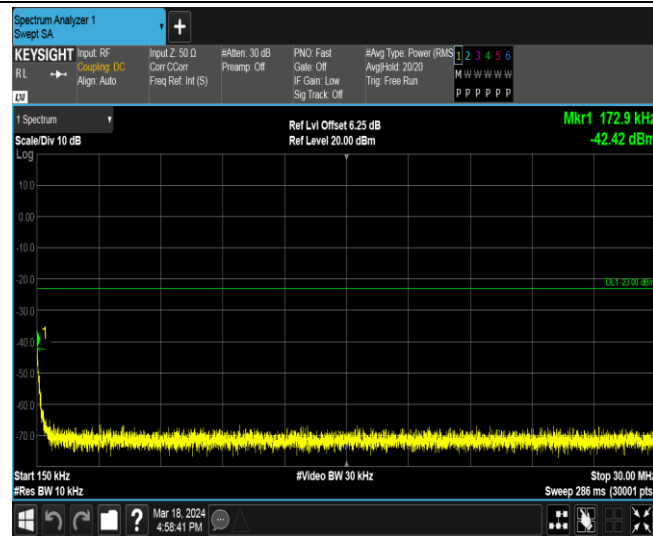 Spectrum Analyzer 1
Swept SA
+
KEYSIGHT
RL
LXI
Input: RF
Coupling: DC
Align: Auto
Input Z: 50 Ω
Corr CCorr
Freq Ref: Int (S)
#Atten: 30 dB
Preamp: Off
PNO: Fast
Gate: Off
IF Gain: Low
Sig Track: Off
#Avg Type: Power (RMS
Avg|Hold: 20/20
Trig: Free Run
1 2 3 4 5 6
M W W W W W
P P P P P P
1 Spectrum
Scale/Div 10 dB
Log
Ref Lvl Offset 6.25 dB
Ref Level 20.00 dBm
Mkr1 172.9 kHz
-42.42 dBm
10.0
0.00
-10.0
-20.0
DL1 -23.00 dBm
-30.0
1
-40.0
-50.0
-60.0
-70.0
Start 150 kHz
#Video BW 30 kHz
Stop 30.00 MHz
#Res BW 10 kHz
Sweep 286 ms (30001 pts
?
Mar 18, 2024
4:58:41 PM